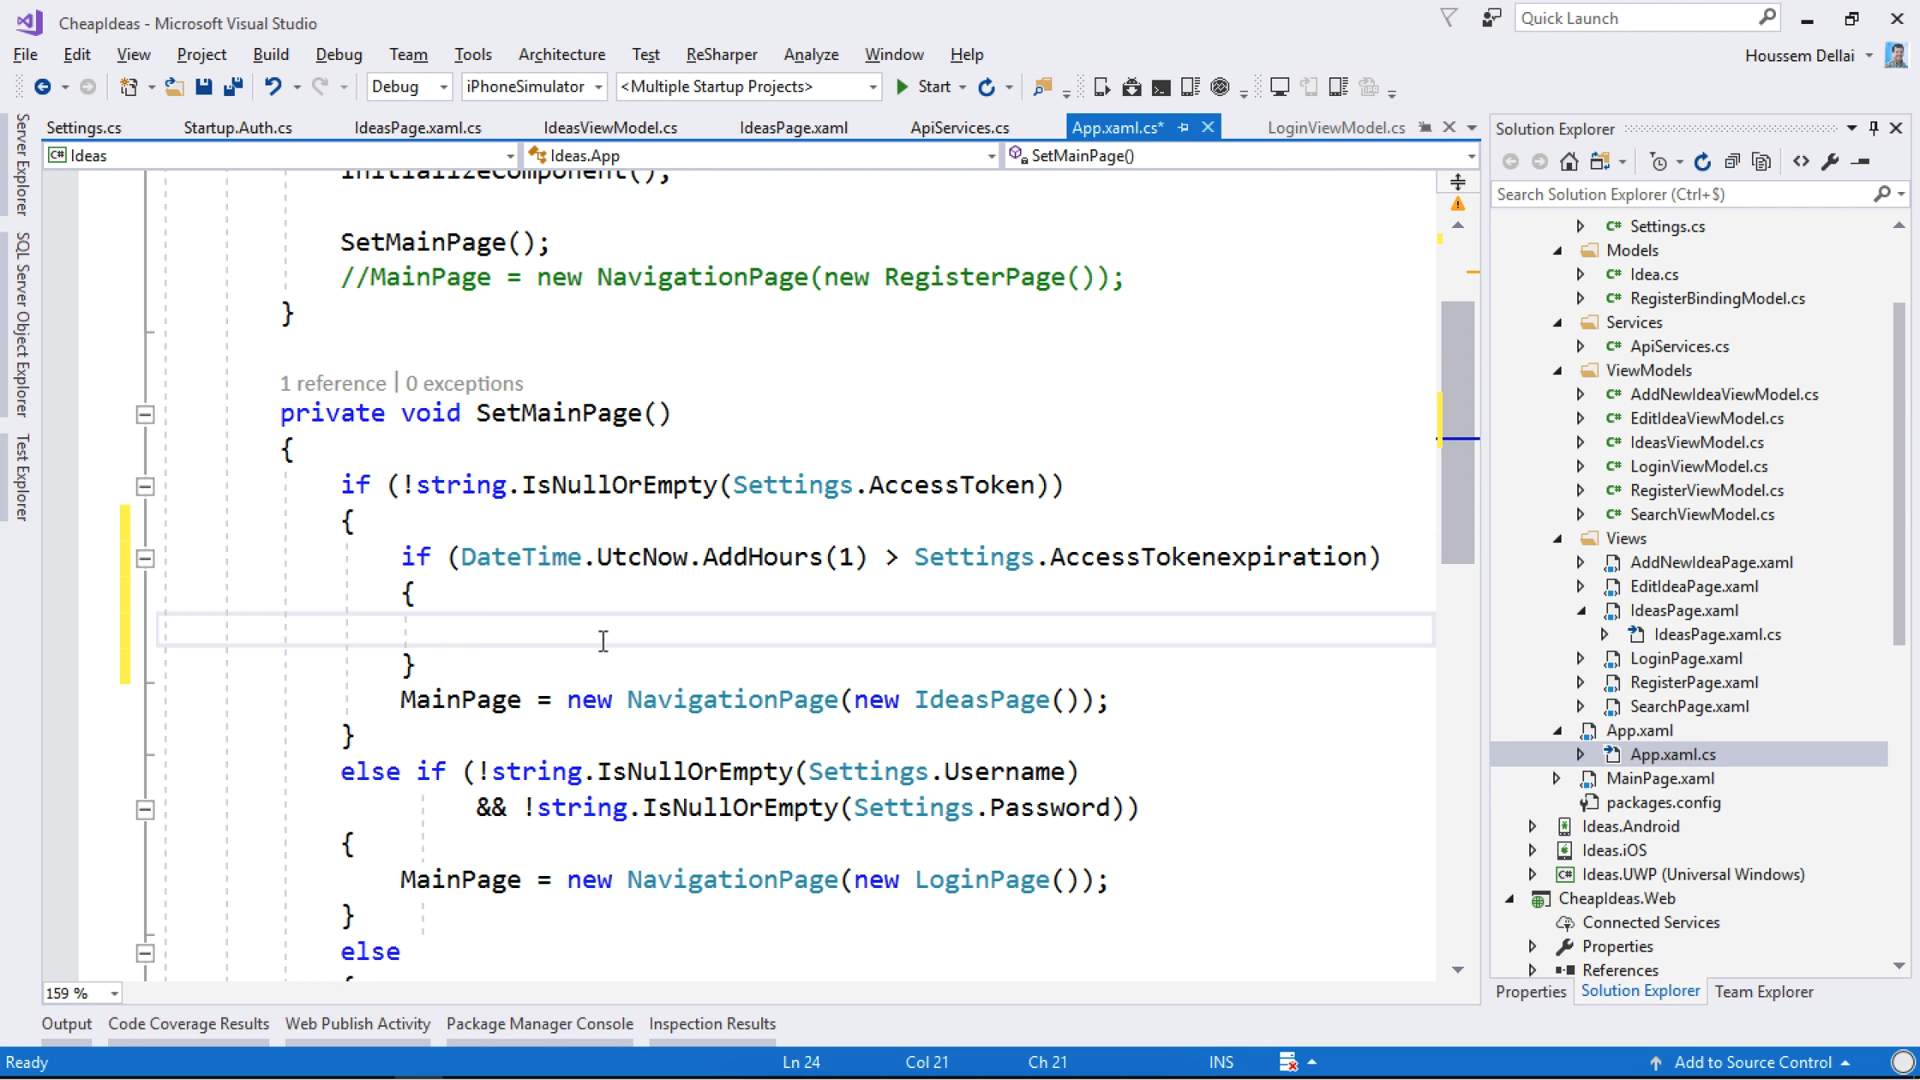 CheapIdeas - Microsoft Visual Studio
Quick Launch
File Edit View Project Build Debug Team Tools Architecture Test ReSharper Analyze Window Help
Houssem Dellai
Debug iPhoneSimulator <Multiple Startup Projects> Start
Settings.cs Startup.Auth.cs IdeasPage.xaml.cs IdeasViewModel.cs IdeasPage.xaml ApiServices.cs App.xaml.cs* LoginViewModel.cs
C# Ideas Ideas.App SetMainPage()
Server Explorer
SQL Server Object Explorer
Test Explorer
InitializeComponent();
SetMainPage();
//MainPage = new NavigationPage(new RegisterPage());
}
1 reference | 0 exceptions
private void SetMainPage()
{
if (!string.IsNullOrEmpty(Settings.AccessToken))
{
if (DateTime.UtcNow.AddHours(1) > Settings.AccessTokenexpiration)
{
}
MainPage = new NavigationPage(new IdeasPage());
}
else if (!string.IsNullOrEmpty(Settings.Username)
&& !string.IsNullOrEmpty(Settings.Password))
{
MainPage = new NavigationPage(new LoginPage());
}
else
{
159 %
Solution Explorer
Search Solution Explorer (Ctrl+$)
C# Settings.cs
Models
C# Idea.cs
C# RegisterBindingModel.cs
Services
C# ApiServices.cs
ViewModels
C# AddNewIdeaViewModel.cs
C# EditIdeaViewModel.cs
C# IdeasViewModel.cs
C# LoginViewModel.cs
C# RegisterViewModel.cs
C# SearchViewModel.cs
Views
AddNewIdeaPage.xaml
EditIdeaPage.xaml
IdeasPage.xaml
IdeasPage.xaml.cs
LoginPage.xaml
RegisterPage.xaml
SearchPage.xaml
App.xaml
App.xaml.cs
MainPage.xaml
packages.config
Ideas.Android
Ideas.iOS
C# Ideas.UWP (Universal Windows)
CheapIdeas.Web
Connected Services
Properties
References
Properties Solution Explorer Team Explorer
Output Code Coverage Results Web Publish Activity Package Manager Console Inspection Results
Ready Ln 24 Col 21 Ch 21 INS Add to Source Control